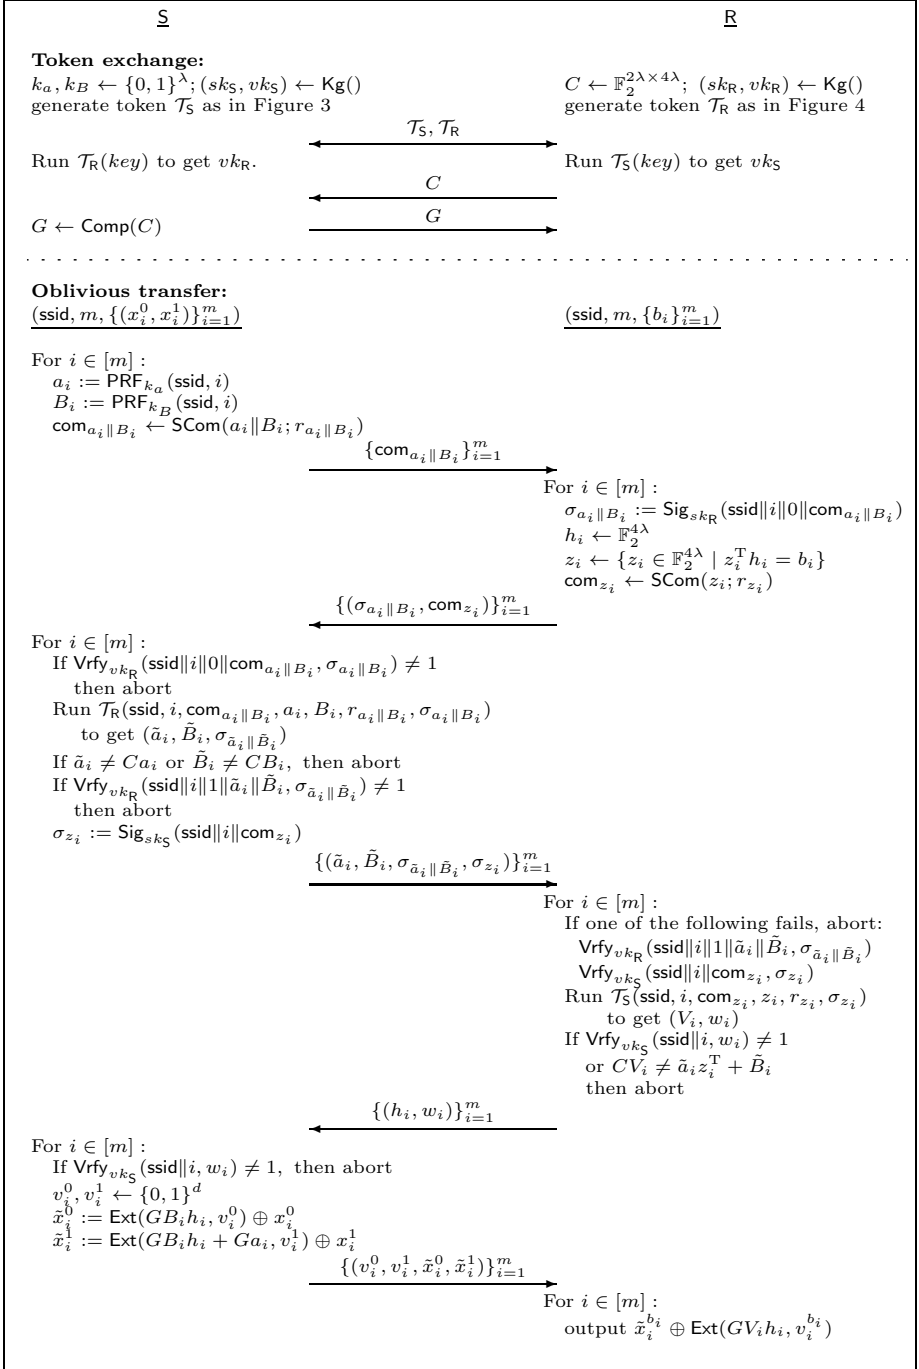 S R
Token exchange:
k_a, k_B ← {0, 1}^λ; (sk_S, vk_S) ← Kg()
C ← F_2^{2λ×4λ}; (sk_R, vk_R) ← Kg()
generate token T_S as in Figure 3
generate token T_R as in Figure 4
T_S, T_R
Run T_R(key) to get vk_R.
Run T_S(key) to get vk_S
C
G
G ← Comp(C)
Oblivious transfer:
(ssid, m, {(x_i^0, x_i^1)}_{i=1}^m)
(ssid, m, {b_i}_{i=1}^m)
For i ∈ [m] :
a_i := PRF_{k_a}(ssid, i)
B_i := PRF_{k_B}(ssid, i)
com_{a_i∥B_i} ← SCom(a_i∥B_i; r_{a_i∥B_i})
{com_{a_i∥B_i}}_{i=1}^m
For i ∈ [m] :
σ_{a_i∥B_i} := Sig_{sk_R}(ssid∥i∥0∥com_{a_i∥B_i})
h_i ← F_2^{4λ}
z_i ← {z_i ∈ F_2^{4λ} | z_i^T h_i = b_i}
com_{z_i} ← SCom(z_i; r_{z_i})
{(σ_{a_i∥B_i}, com_{z_i})}_{i=1}^m
For i ∈ [m] :
If Vrfy_{vk_R}(ssid∥i∥0∥com_{a_i∥B_i}, σ_{a_i∥B_i}) ≠ 1
then abort
Run T_R(ssid, i, com_{a_i∥B_i}, a_i, B_i, r_{a_i∥B_i}, σ_{a_i∥B_i})
to get (ã_i, B̃_i, σ_{ã_i∥B̃_i})
If ã_i ≠ Ca_i or B̃_i ≠ CB_i, then abort
If Vrfy_{vk_R}(ssid∥i∥1∥ã_i∥B̃_i, σ_{ã_i∥B̃_i}) ≠ 1
then abort
σ_{z_i} := Sig_{sk_S}(ssid∥i∥com_{z_i})
{(ã_i, B̃_i, σ_{ã_i∥B̃_i}, σ_{z_i})}_{i=1}^m
For i ∈ [m] :
If one of the following fails, abort:
Vrfy_{vk_R}(ssid∥i∥1∥ã_i∥B̃_i, σ_{ã_i∥B̃_i})
Vrfy_{vk_S}(ssid∥i∥com_{z_i}, σ_{z_i})
Run T_S(ssid, i, com_{z_i}, z_i, r_{z_i}, σ_{z_i})
to get (V_i, w_i)
If Vrfy_{vk_S}(ssid∥i, w_i) ≠ 1
or CV_i ≠ ã_i z_i^T + B̃_i
then abort
{(h_i, w_i)}_{i=1}^m
For i ∈ [m] :
If Vrfy_{vk_S}(ssid∥i, w_i) ≠ 1, then abort
v_i^0, v_i^1 ← {0, 1}^d
x̃_i^0 := Ext(GB_i h_i, v_i^0) ⊕ x_i^0
x̃_i^1 := Ext(GB_i h_i + Ga_i, v_i^1) ⊕ x_i^1
{(v_i^0, v_i^1, x̃_i^0, x̃_i^1)}_{i=1}^m
For i ∈ [m] :
output x̃_i^{b_i} ⊕ Ext(GV_i h_i, v_i^{b_i})